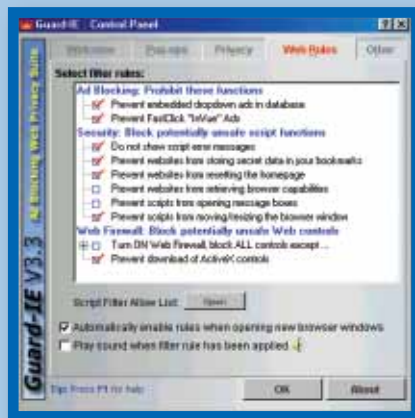 Guard-IE : Control Panel
Welcome Pop-ups Privacy Web Rules Other
Select filter rules:
Ad Blocking: Prohibit these functions
Prevent embedded dropdown ads in database
Prevent FastClick "InVue" Ads
Security: Block potentially unsafe script functions
Do not show script error messages
Prevent websites from storing secret data in your bookmarks
Prevent websites from resetting the homepage
Prevent websites from retrieving browser capabilities
Prevent scripts from opening message boxes
Prevent scripts from moving/resizing the browser window
Web Firewall: Block potentially unsafe Web controls
Turn ON Web Firewall, block ALL controls except ...
Prevent download of ActiveX controls
Script Filter Allow List: Open
Automatically enable rules when opening new browser windows
Play sound when filter rule has been applied
Tip: Press F1 for help OK About
Guard-IE V3.3 Ad Blocking Web Privacy Suite